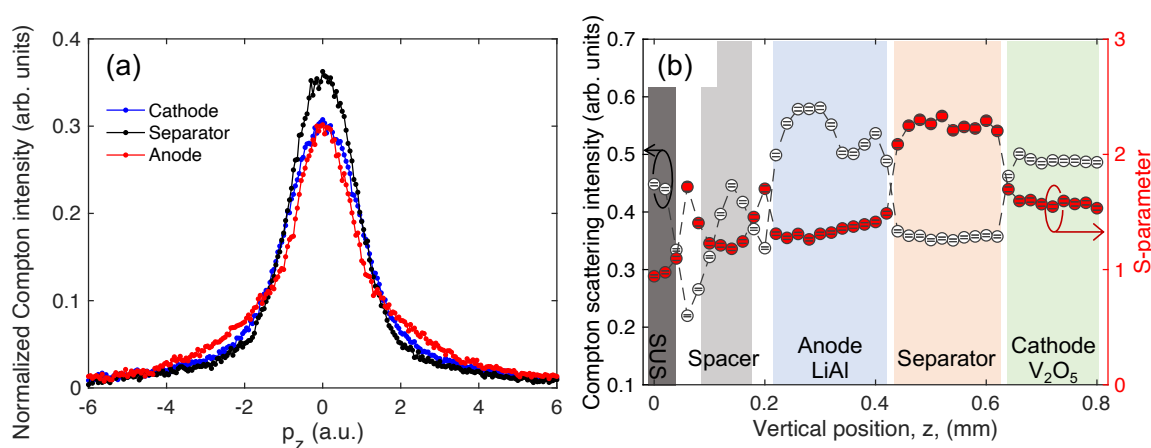 (a)
Normalized Compton intensity (arb. units)
0.4
0.3
0.2
0.1
0
-6
-4
-2
0
2
4
6
p_z (a.u.)
Cathode
Separator
Anode
(b)
Compton scattering intensity (arb. units)
0.7
0.6
0.5
0.4
0.3
0.2
0.1
0
0.2
0.4
0.6
0.8
Vertical position, z, (mm)
3
2
1
0
S-parameter
SUS
Spacer
Anode
LiAl
Separator
Cathode
V₂O₅